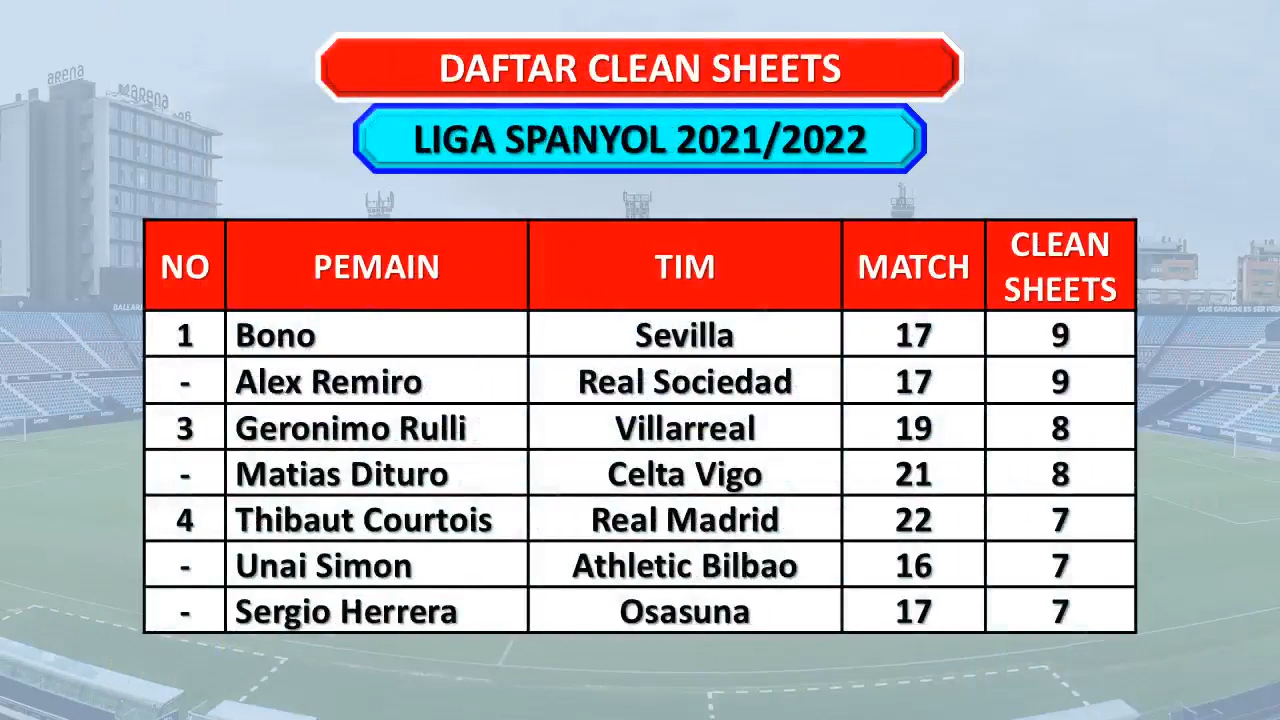 arena
arena
DAFTAR CLEAN SHEETS
LIGA SPANYOL 2021/2022
NO PEMAIN TIM MATCH CLEAN SHEETS
1 Bono Sevilla 17 9
- Alex Remiro Real Sociedad 17 9
3 Geronimo Rulli Villarreal 19 8
- Matias Dituro Celta Vigo 21 8
4 Thibaut Courtois Real Madrid 22 7
- Unai Simon Athletic Bilbao 16 7
- Sergio Herrera Osasuna 17 7